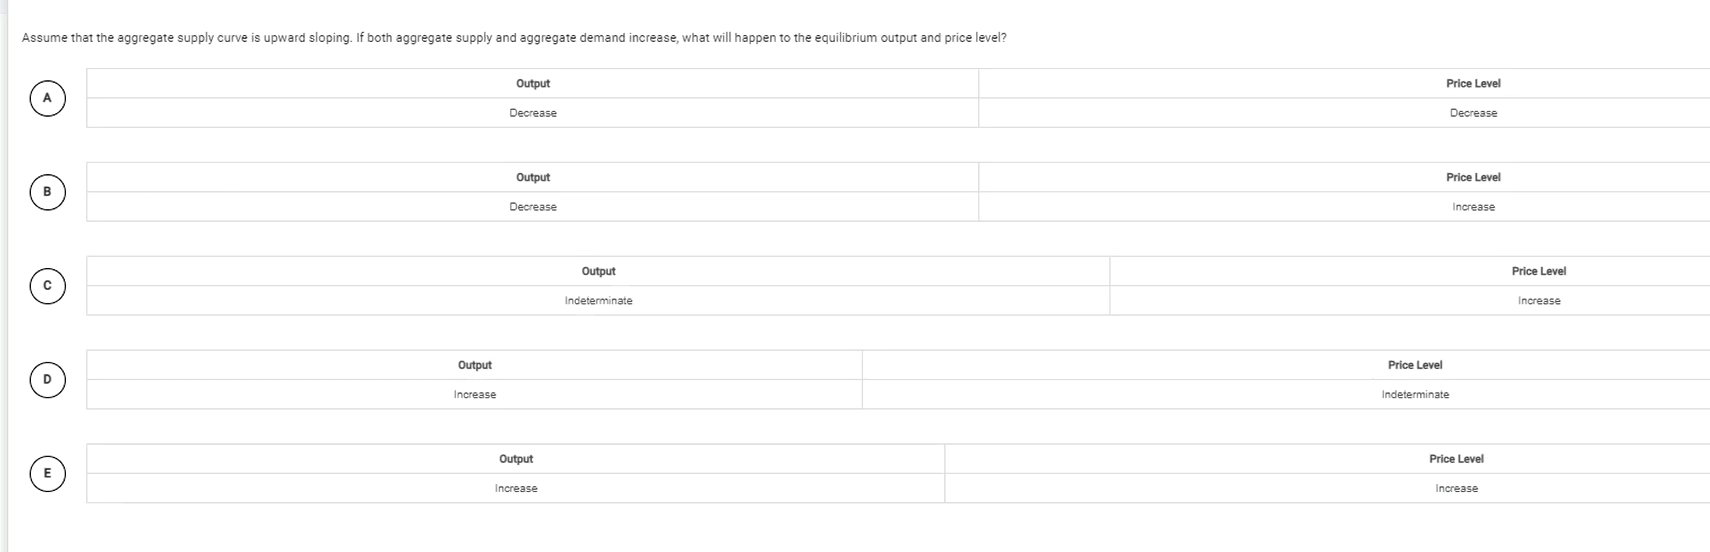 Assume that the aggregate supply curve is upward sloping. If both aggregate supply and aggregate demand increase, what will happen to the equilibrium output and price level?
A
Output Price Level
Decrease Decrease
B
Output Price Level
Decrease Increase
C
Output Price Level
Indeterminate Increase
D
Output Price Level
Increase Indeterminate
E
Output Price Level
Increase Increase